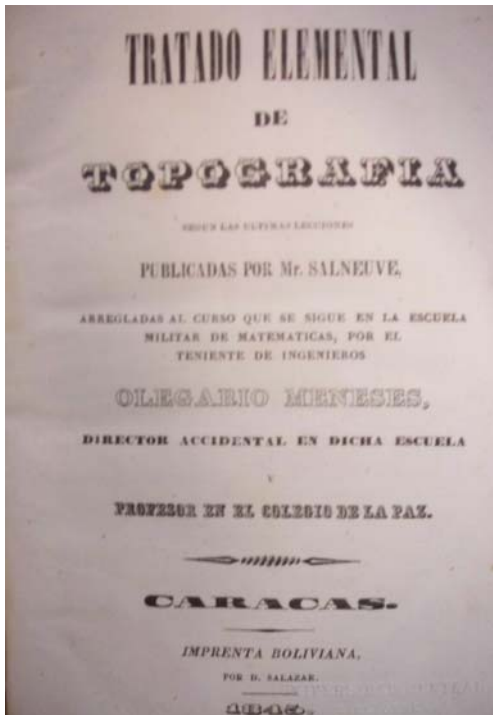 TRATADO ELEMENTAL
DE
TOPOGRAFIA
SEGUN LAS ULTIMAS LECCIONES
PUBLICADAS POR Mr. SALNEUVE,
ARREGLADAS AL CURSO QUE SE SIGUE EN LA ESCUELA
MILITAR DE MATEMATICAS, POR EL
TENIENTE DE INGENIEROS
OLEGARIO MENESES,
DIRECTOR ACCIDENTAL EN DICHA ESCUELA
Y
PROFESOR EN EL COLEGIO DE LA PAZ.
CARACAS.
IMPRENTA BOLIVIANA,
POR D. SALAZAR.